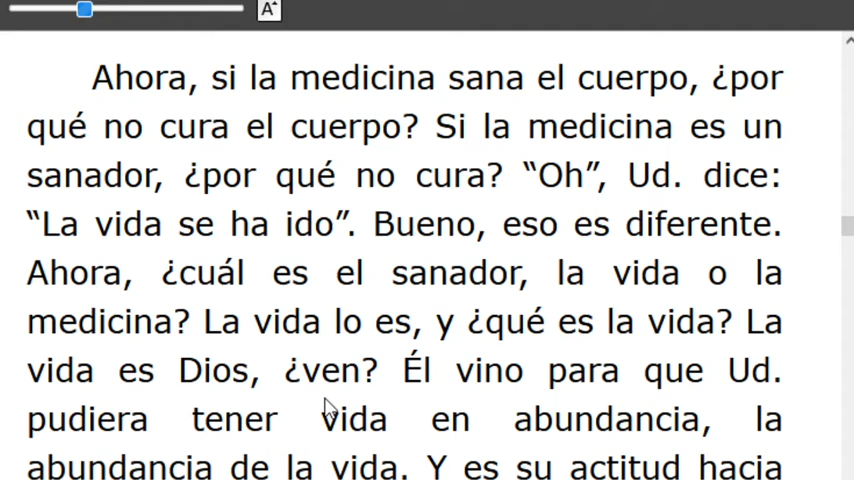 A
Ahora, si la medicina sana el cuerpo, ¿por
qué no cura el cuerpo? Si la medicina es un
sanador, ¿por qué no cura? “Oh”, Ud. dice:
“La vida se ha ido”. Bueno, eso es diferente.
Ahora, ¿cuál es el sanador, la vida o la
medicina? La vida lo es, y ¿qué es la vida? La
vida es Dios, ¿ven? Él vino para que Ud.
pudiera tener vida en abundancia, la
abundancia de la vida. Y es su actitud hacia